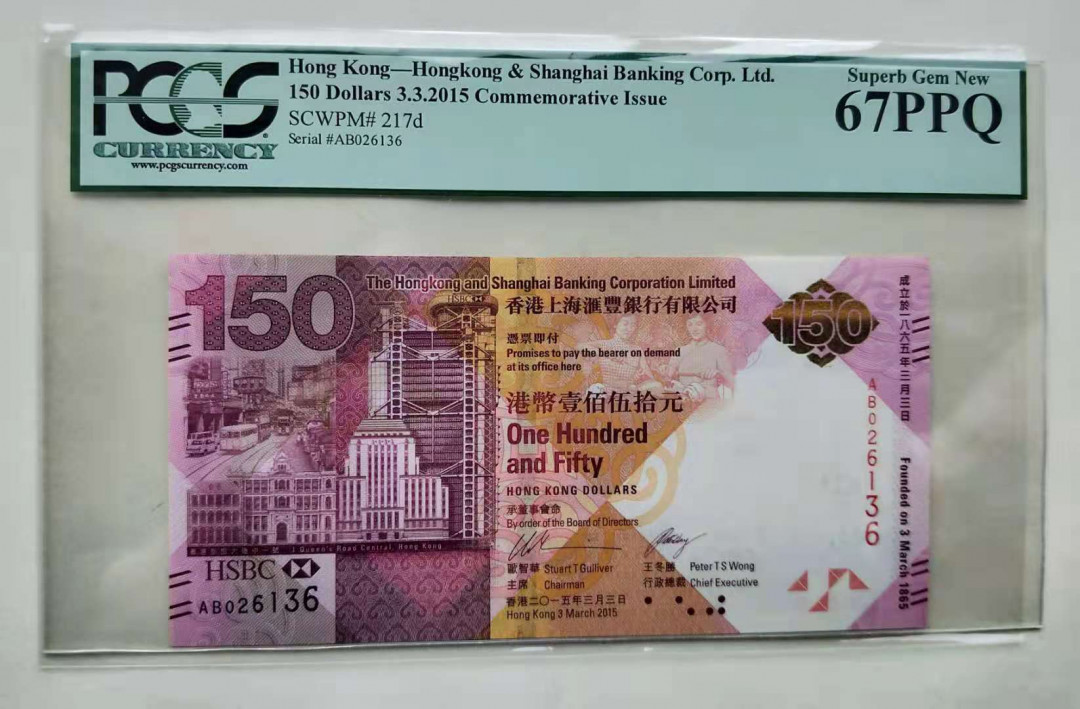 PCGS
CURRENCY
www.pcgscurrency.com
Hong Kong—Hongkong & Shanghai Banking Corp. Ltd.
150 Dollars 3.3.2015 Commemorative Issue
SCWPM# 217d
Serial #AB026136
Superb Gem New
67PPQ
150
The Hongkong and Shanghai Banking Corporation Limited
HSBC
香港上海滙豐銀行有限公司
憑票即付
Promises to pay the bearer on demand
at its office here
港幣壹佰伍拾元
One Hundred
and Fifty
HONG KONG DOLLARS
承董事會命
By order of the Board of Directors
歐智華 Stuart T Gulliver
主席 Chairman
王冬勝 Peter T S Wong
行政總裁 Chief Executive
香港二〇一五年三月三日
Hong Kong 3 March 2015
1 Queen's Road Central, Hong Kong
HSBC
AB026136
150
AB026136
成立於一八六五年三月三日
Founded on 3 March 1865